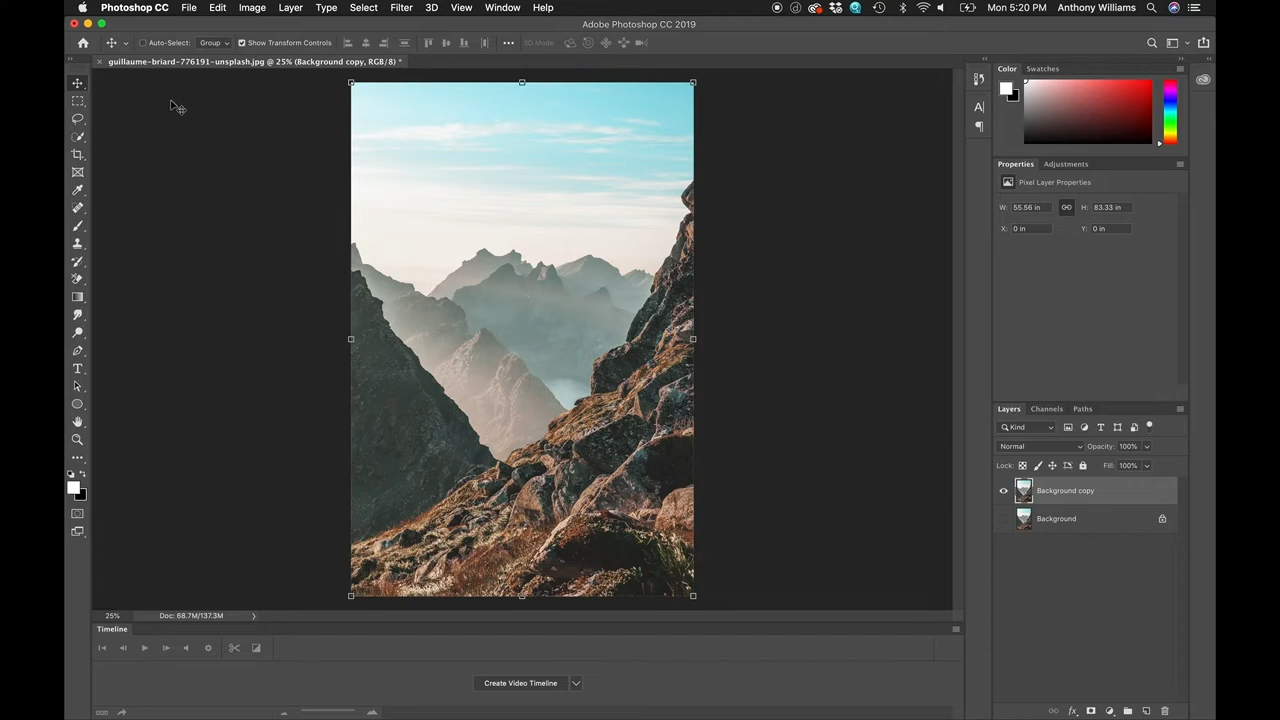 Photoshop CC File Edit Image Layer Type Select Filter 3D View Window Help Mon 5:20 PM Anthony Williams
Adobe Photoshop CC 2019
Auto-Select: Group Show Transform Controls 3D Mode:
guillaume-briard-776191-unsplash.jpg @ 25% (Background copy, RGB/8) *
Color Swatches
A
Properties Adjustments
Pixel Layer Properties
W: 55.56 in H: 83.33 in
X: 0 in Y: 0 in
T
Layers Channels Paths
Kind
Normal Opacity: 100%
Lock: Fill: 100%
Background copy
Background
25% Doc: 68.7M/137.3M
Timeline
Create Video Timeline
fx